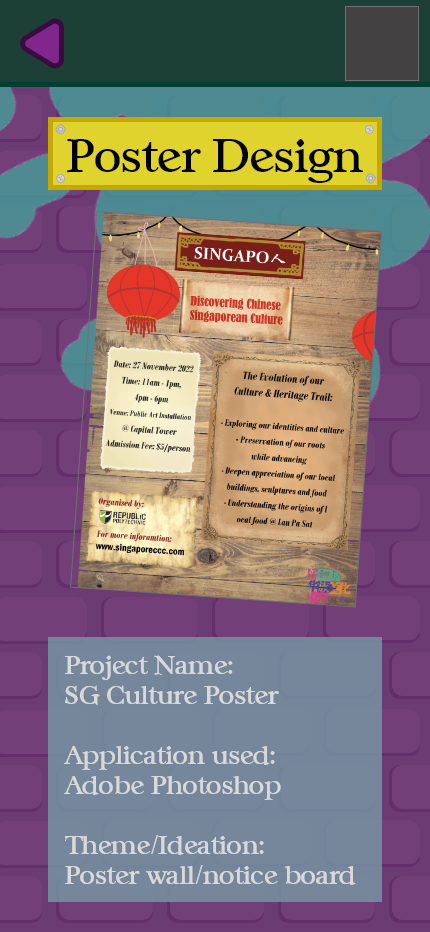 Poster Design
SINGAPO人
Discovering Chinese
Singaporean Culture
Date: 27 November 2022
Time: 11am - 1pm,
4pm - 6pm
Venue: Public Art Installation
@ Capital Tower
Admission Fee: $5/person
The Evolution of our
Culture & Heritage Trail:
- Exploring our identities and culture
- Preservation of our roots
while advancing
- Deepen appreciation of our local
buildings, sculptures and food
- Understanding the origins of l
ocal food @ Lau Pa Sat
Organised by:
REPUBLIC
POLYTECHNIC
For more inforamtion:
www.singaporeccc.com
Project Name:
SG Culture Poster
Application used:
Adobe Photoshop
Theme/Ideation:
Poster wall/notice board